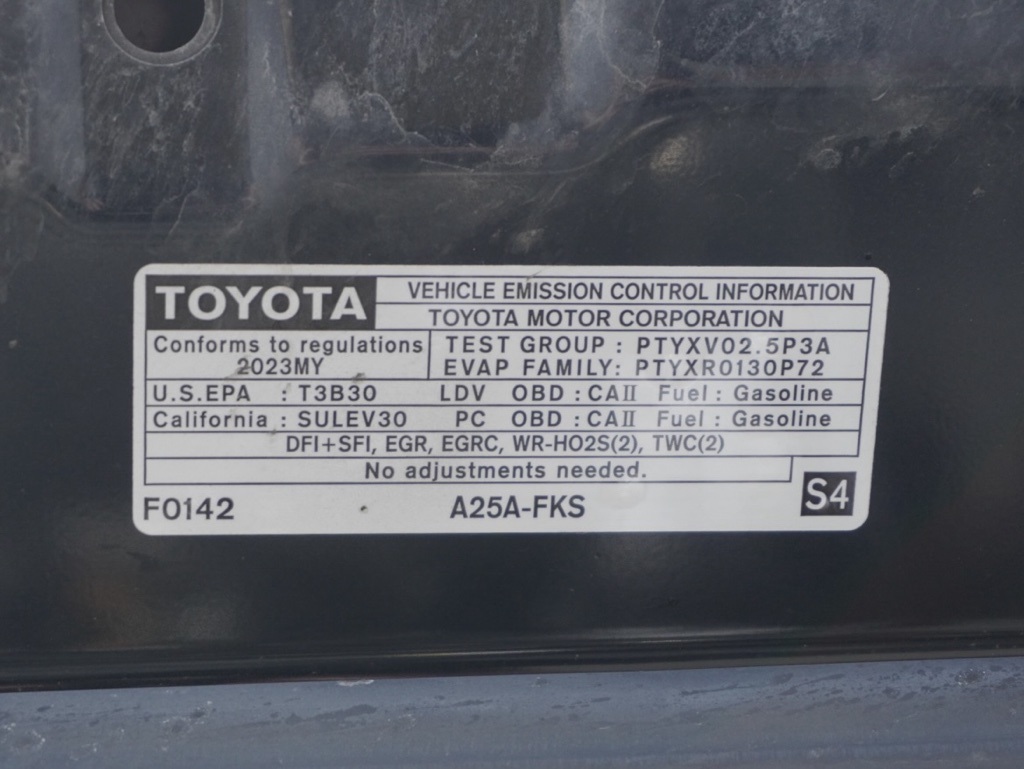 TOYOTA
VEHICLE EMISSION CONTROL INFORMATION
TOYOTA MOTOR CORPORATION
Conforms to regulations
2023MY
TEST GROUP : PTYXV02.5P3A
EVAP FAMILY: PTYXR0130P72
U.S.EPA : T3B30 LDV OBD : CAII Fuel : Gasoline
California : SULEV30 PC OBD : CAII Fuel : Gasoline
DFI+SFI, EGR, EGRC, WR-HO2S(2), TWC(2)
No adjustments needed.
F0142 A25A-FKS S4